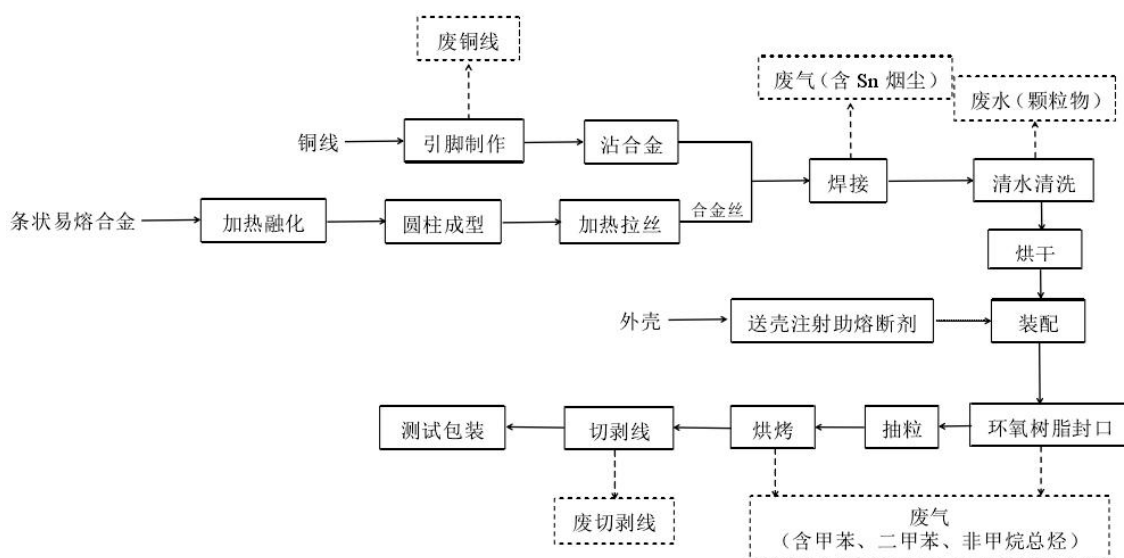 废铜线
废气（含 Sn 烟尘）
废水（颗粒物）
铜线
引脚制作
沾合金
焊接
清水清洗
条状易熔合金
加热融化
圆柱成型
加热拉丝
合金丝
烘干
外壳
送壳注射助熔断剂
装配
测试包装
切剥线
烘烤
抽粒
环氧树脂封口
废切剥线
废气
（含甲苯、二甲苯、非甲烷总烃）